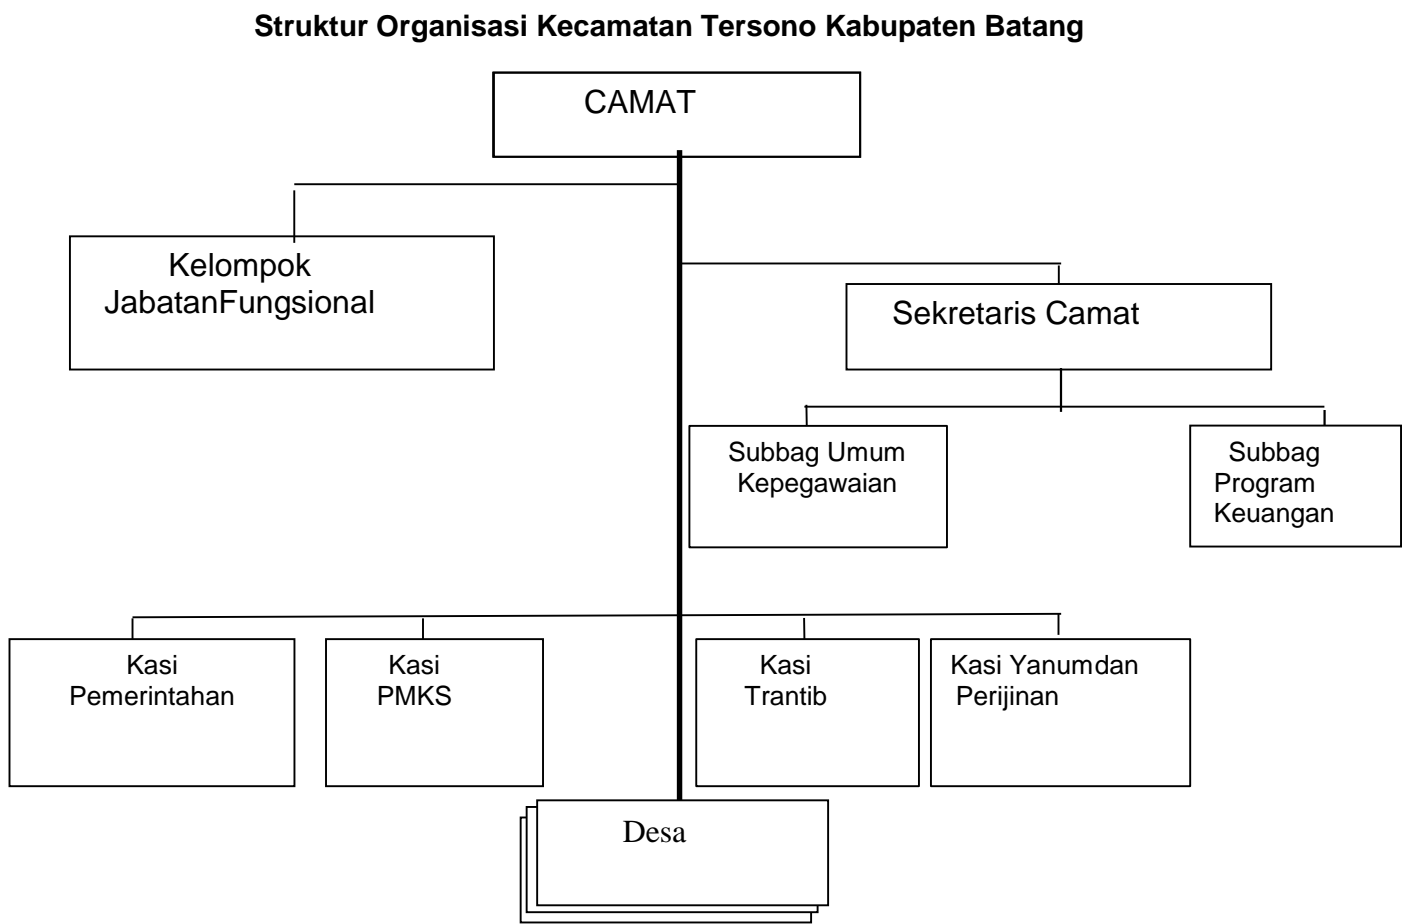 Struktur Organisasi Kecamatan Tersono Kabupaten Batang
CAMAT
Kelompok
JabatanFungsional
Sekretaris Camat
Subbag Umum
Kepegawaian
Subbag
Program
Keuangan
Kasi
Pemerintahan
Kasi
PMKS
Kasi
Trantib
Kasi Yanumdan
Perijinan
Desa